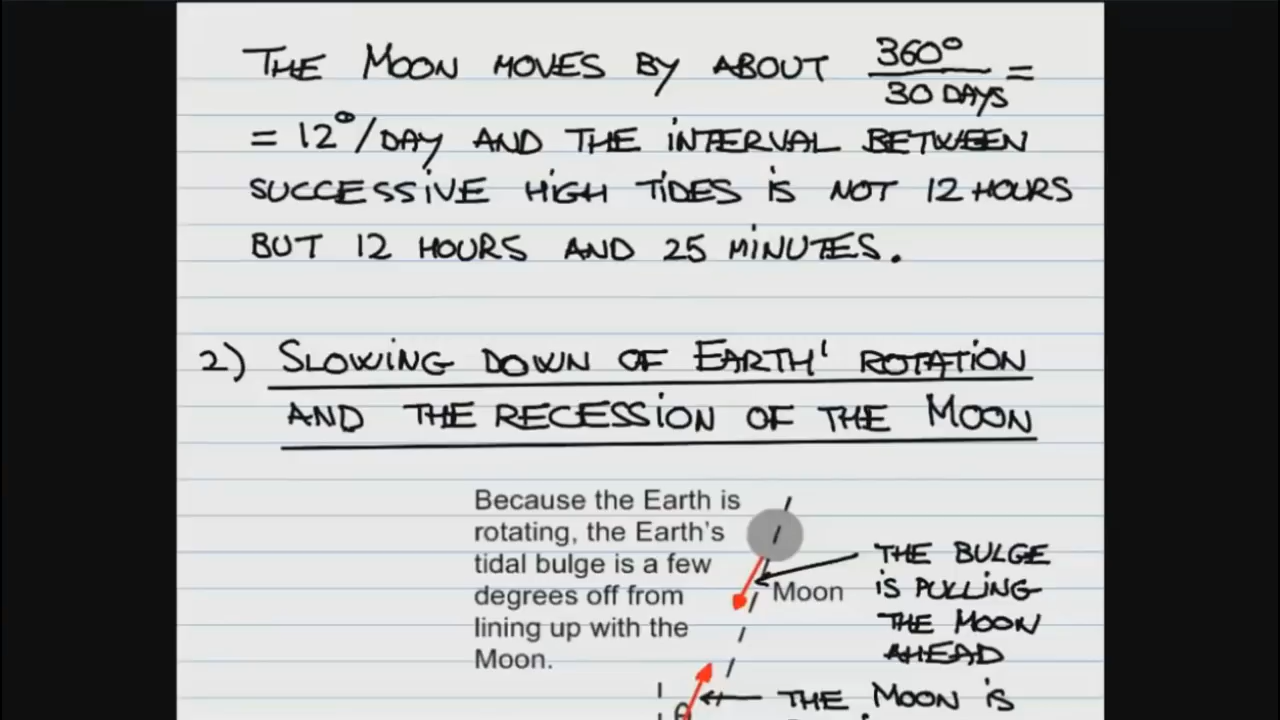 THE MOON MOVES BY ABOUT 360°/30 DAYS =
= 12°/DAY AND THE INTERVAL BETWEEN
SUCCESSIVE HIGH TIDES IS NOT 12 HOURS
BUT 12 HOURS AND 25 MINUTES.
2) SLOWING DOWN OF EARTH' ROTATION
AND THE RECESSION OF THE MOON
Because the Earth is
rotating, the Earth's
tidal bulge is a few
degrees off from
lining up with the
Moon.
Moon
THE BULGE
IS PULLING
THE MOON
AHEAD
THE MOON IS